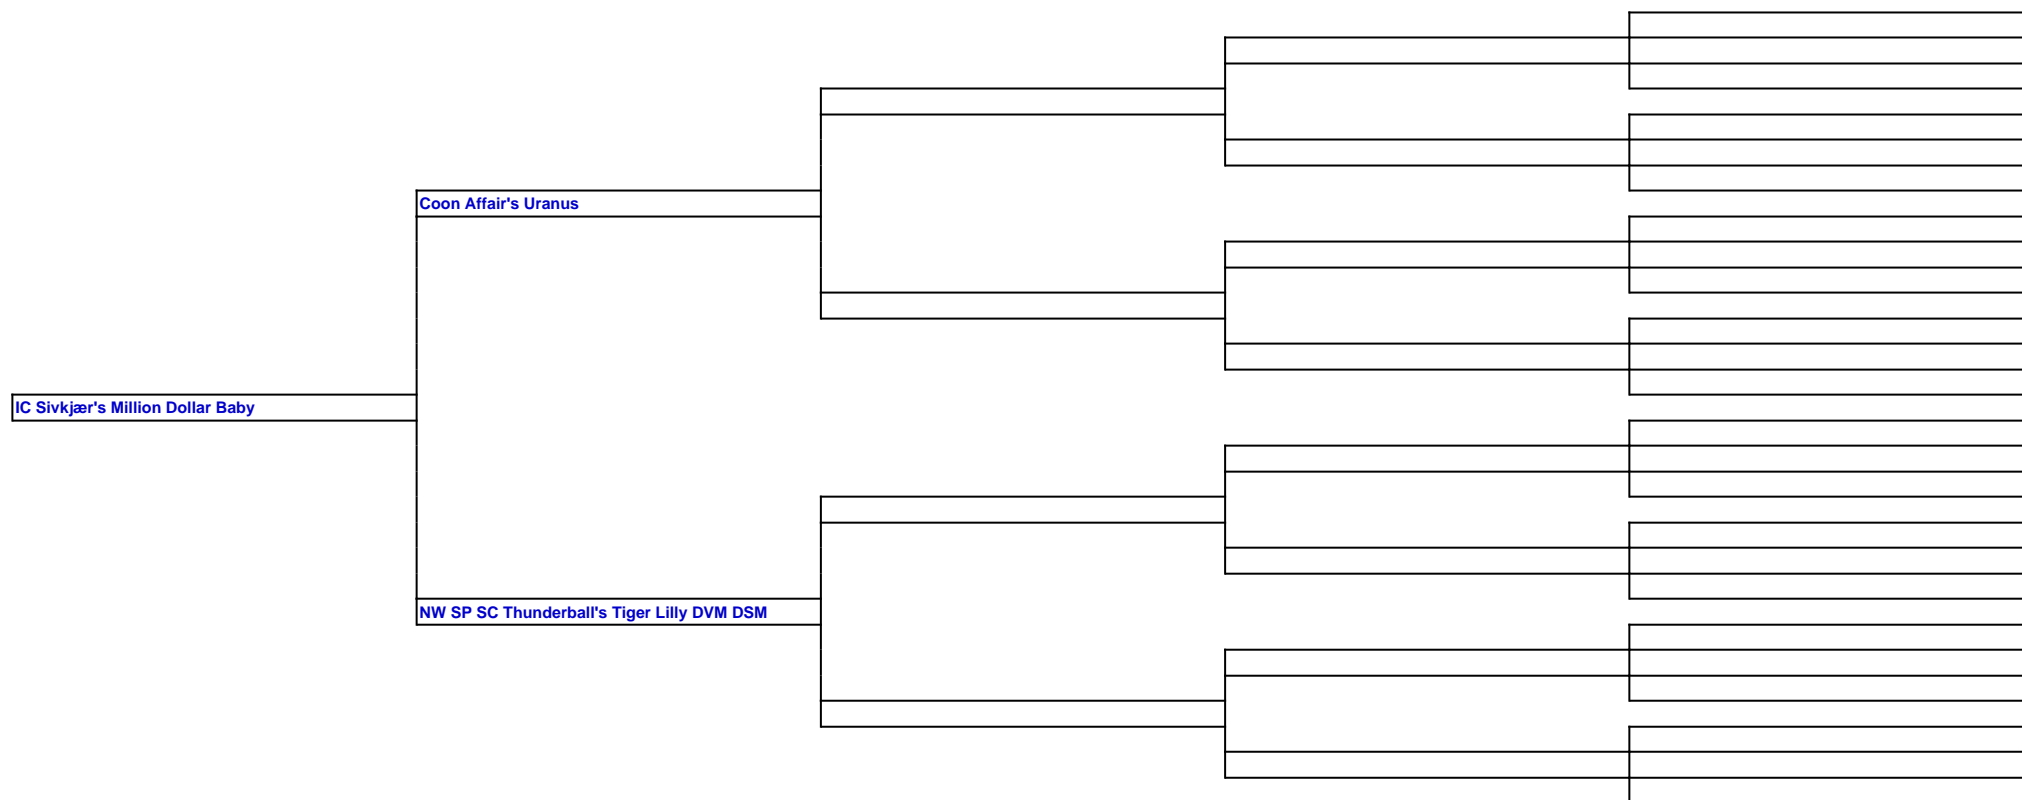 Coon Affair's Uranus
IC Sivkjær's Million Dollar Baby
NW SP SC Thunderball's Tiger Lilly DVM DSM